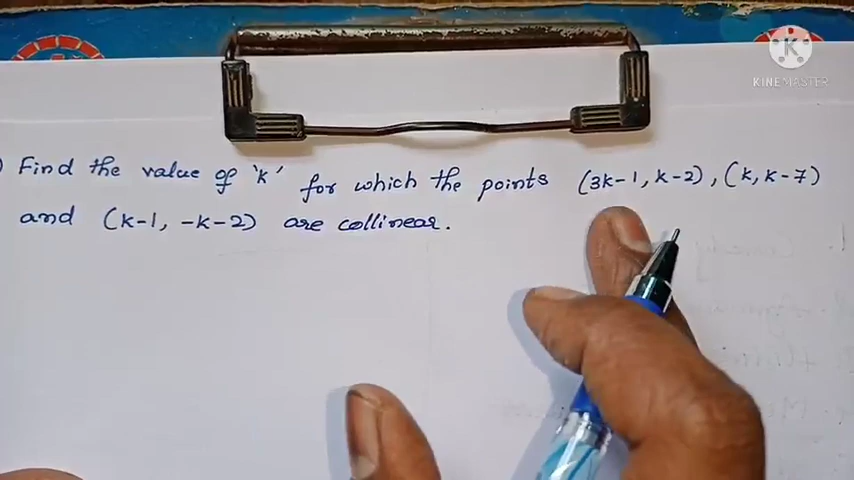 KINEMASTER
) Find the value of 'k' for which the points (3k-1, k-2), (k, k-7)
and (k-1, -k-2) are collinear.